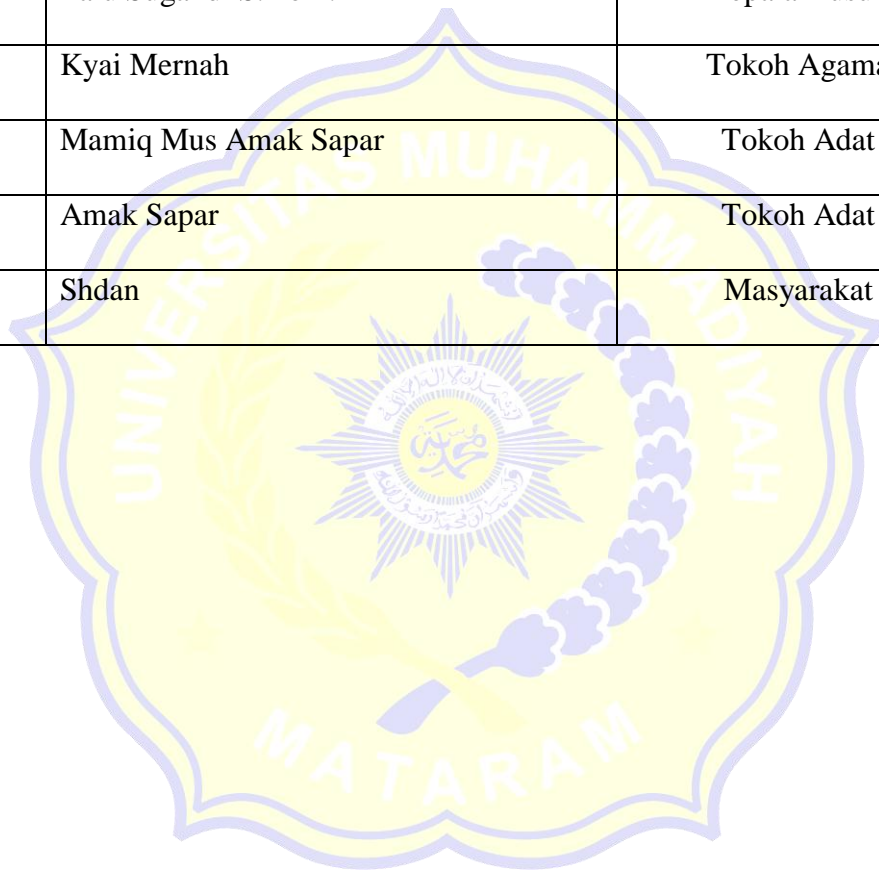 Kyai Mernah Tokoh Agama
Mamiq Mus Amak Sapar Tokoh Adat
Amak Sapar Tokoh Adat
Shdan Masyarakat
UNIVERSITAS MUHAMMADIYAH
MATARAM